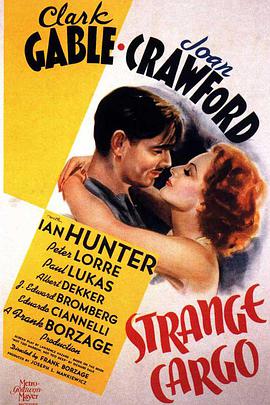 Clark
GABLE ·
Joan
CRAWFORD
with
IAN HUNTER
Peter LORRE
Paul LUKAS
Albert DEKKER
J. Edward BROMBERG
Eduardo CIANNELLI
A Frank BORZAGE
Production
Directed by FRANK BORZAGE
PRODUCED BY JOSEPH L. MANKIEWICZ
STRANGE
CARGO
Metro-
Goldwyn
Mayer